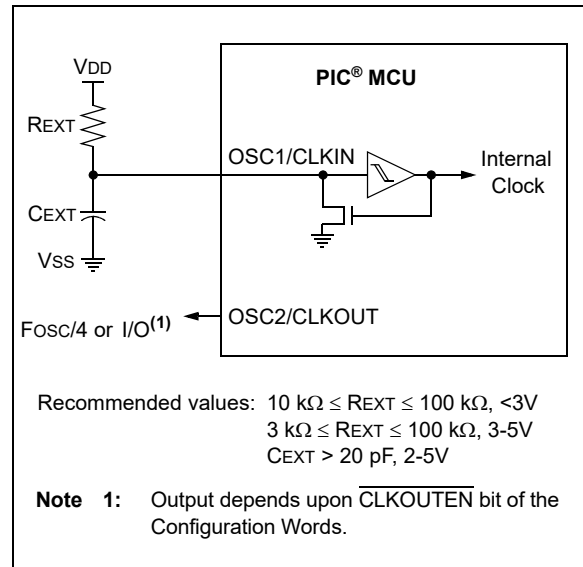 VDD
PIC® MCU
REXT
OSC1/CLKIN
Internal
Clock
CEXT
VSS
FOSC/4 or I/O(1)
OSC2/CLKOUT
Recommended values: 10 kΩ ≤ REXT ≤ 100 kΩ, <3V
3 kΩ ≤ REXT ≤ 100 kΩ, 3-5V
CEXT > 20 pF, 2-5V
Note 1: Output depends upon CLKOUTEN bit of the
Configuration Words.